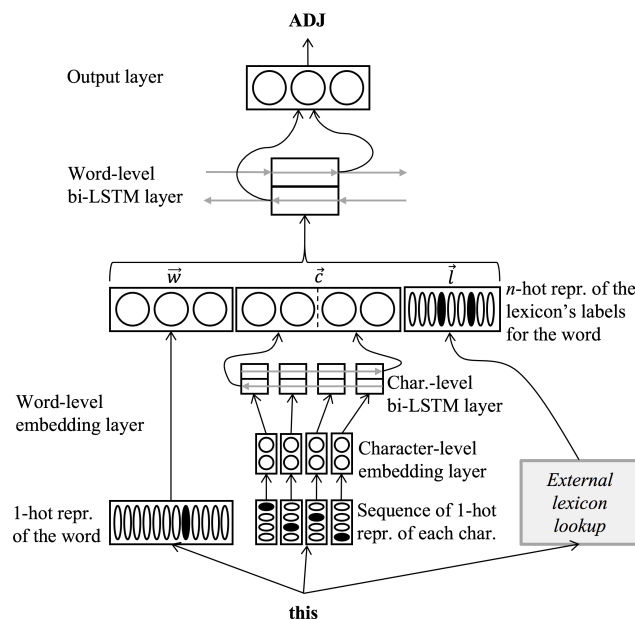 ADJ
Output layer
Word-level
bi-LSTM layer
w⃗
c⃗
l⃗
n-hot repr. of the
lexicon's labels
for the word
Char.-level
bi-LSTM layer
Word-level
embedding layer
Character-level
embedding layer
External
lexicon
lookup
1-hot repr.
of the word
Sequence of 1-hot
repr. of each char.
this